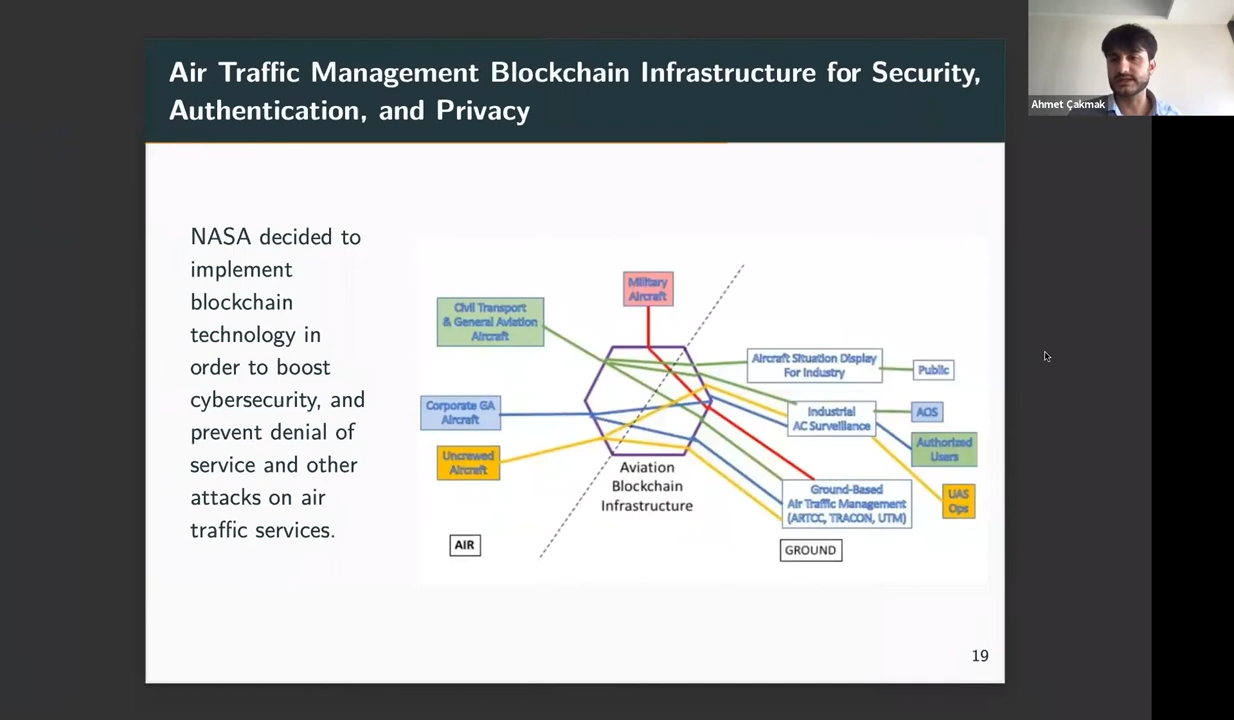 Air Traffic Management Blockchain Infrastructure for Security,
Authentication, and Privacy
Ahmet Çakmak
NASA decided to
implement
blockchain
technology in
order to boost
cybersecurity, and
prevent denial of
service and other
attacks on air
traffic services.
Military
Aircraft
Civil Transport
& General Aviation
Aircraft
Aircraft Situation Display
For Industry
Public
Corporate GA
Aircraft
Industrial
AC Surveillance
AOS
Authorized
Users
Uncrewed
Aircraft
Aviation
Blockchain
Infrastructure
Ground-Based
Air Traffic Management
(ARTCC, TRACON, UTM)
UAS
Ops
AIR
GROUND
19